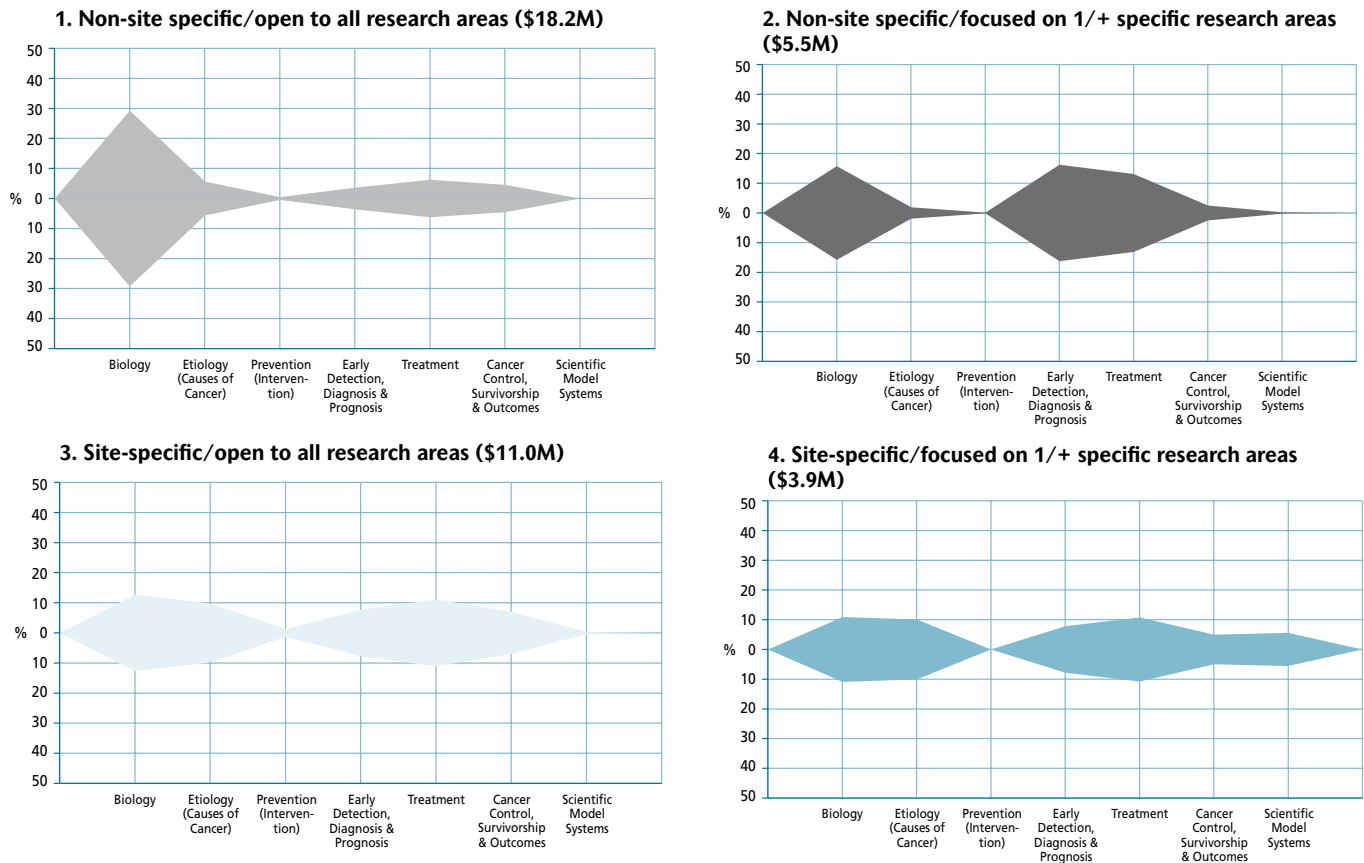 1. Non-site specific/open to all research areas ($18.2M)
50
40
30
20
10
% 0
10
20
30
40
50
Biology
Etiology
(Causes of
Cancer)
Prevention
(Interven-
tion)
Early
Detection,
Diagnosis &
Prognosis
Treatment
Cancer
Control,
Survivorship
& Outcomes
Scientific
Model
Systems
2. Non-site specific/focused on 1/+ specific research areas
($5.5M)
50
40
30
20
10
% 0
10
20
30
40
50
Biology
Etiology
(Causes of
Cancer)
Prevention
(Interven-
tion)
Early
Detection,
Diagnosis &
Prognosis
Treatment
Cancer
Control,
Survivorship
& Outcomes
Scientific
Model
Systems
3. Site-specific/open to all research areas ($11.0M)
50
40
30
20
10
% 0
10
20
30
40
50
Biology
Etiology
(Causes of
Cancer)
Prevention
(Interven-
tion)
Early
Detection,
Diagnosis &
Prognosis
Treatment
Cancer
Control,
Survivorship
& Outcomes
Scientific
Model
Systems
4. Site-specific/focused on 1/+ specific research areas
($3.9M)
50
40
30
20
10
% 0
10
20
30
40
50
Biology
Etiology
(Causes of
Cancer)
Prevention
(Interven-
tion)
Early
Detection,
Diagnosis &
Prognosis
Treatment
Cancer
Control,
Survivorship
& Outcomes
Scientific
Model
Systems